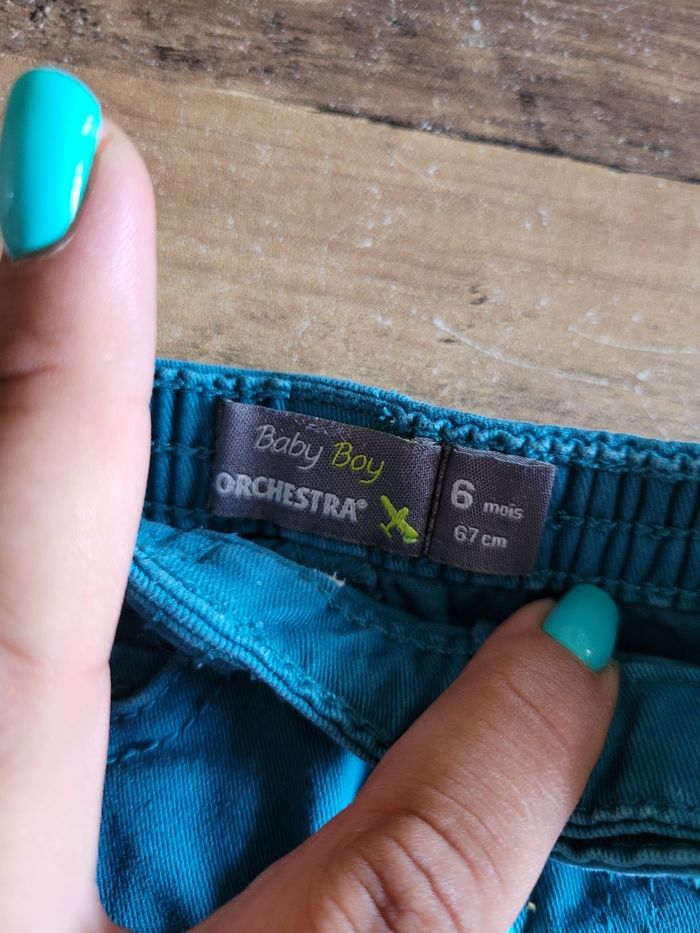 Baby Boy
ORCHESTRA®
6 mois
67 cm